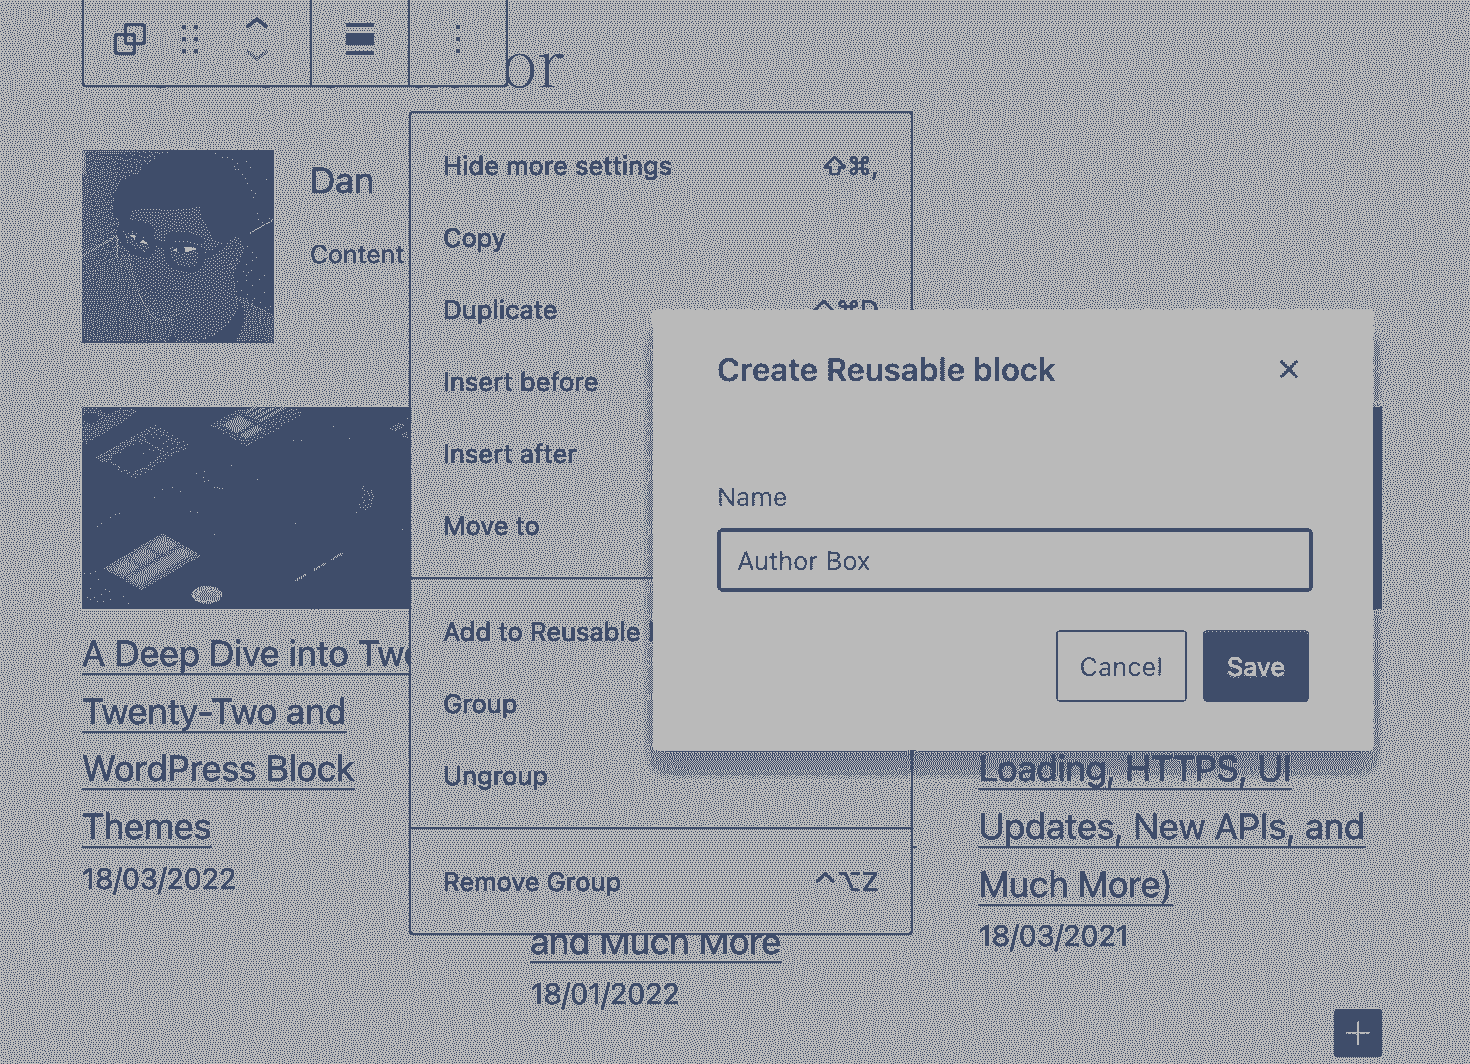 or
Dan
Content
Hide more settings ⇧⌘,
Copy
Duplicate ⌃⌘D
Insert before
Insert after
Move to
Add to Reusable
Group
Ungroup
Remove Group ⌃⌥Z
Create Reusable block
Name
Author Box
Cancel
Save
A Deep Dive into
Twenty-Two and
WordPress Block
Themes
18/03/2022
and Much More
18/01/2022
Loading, HTTPS, UI
Updates, New APIs, and
Much More)
18/03/2021